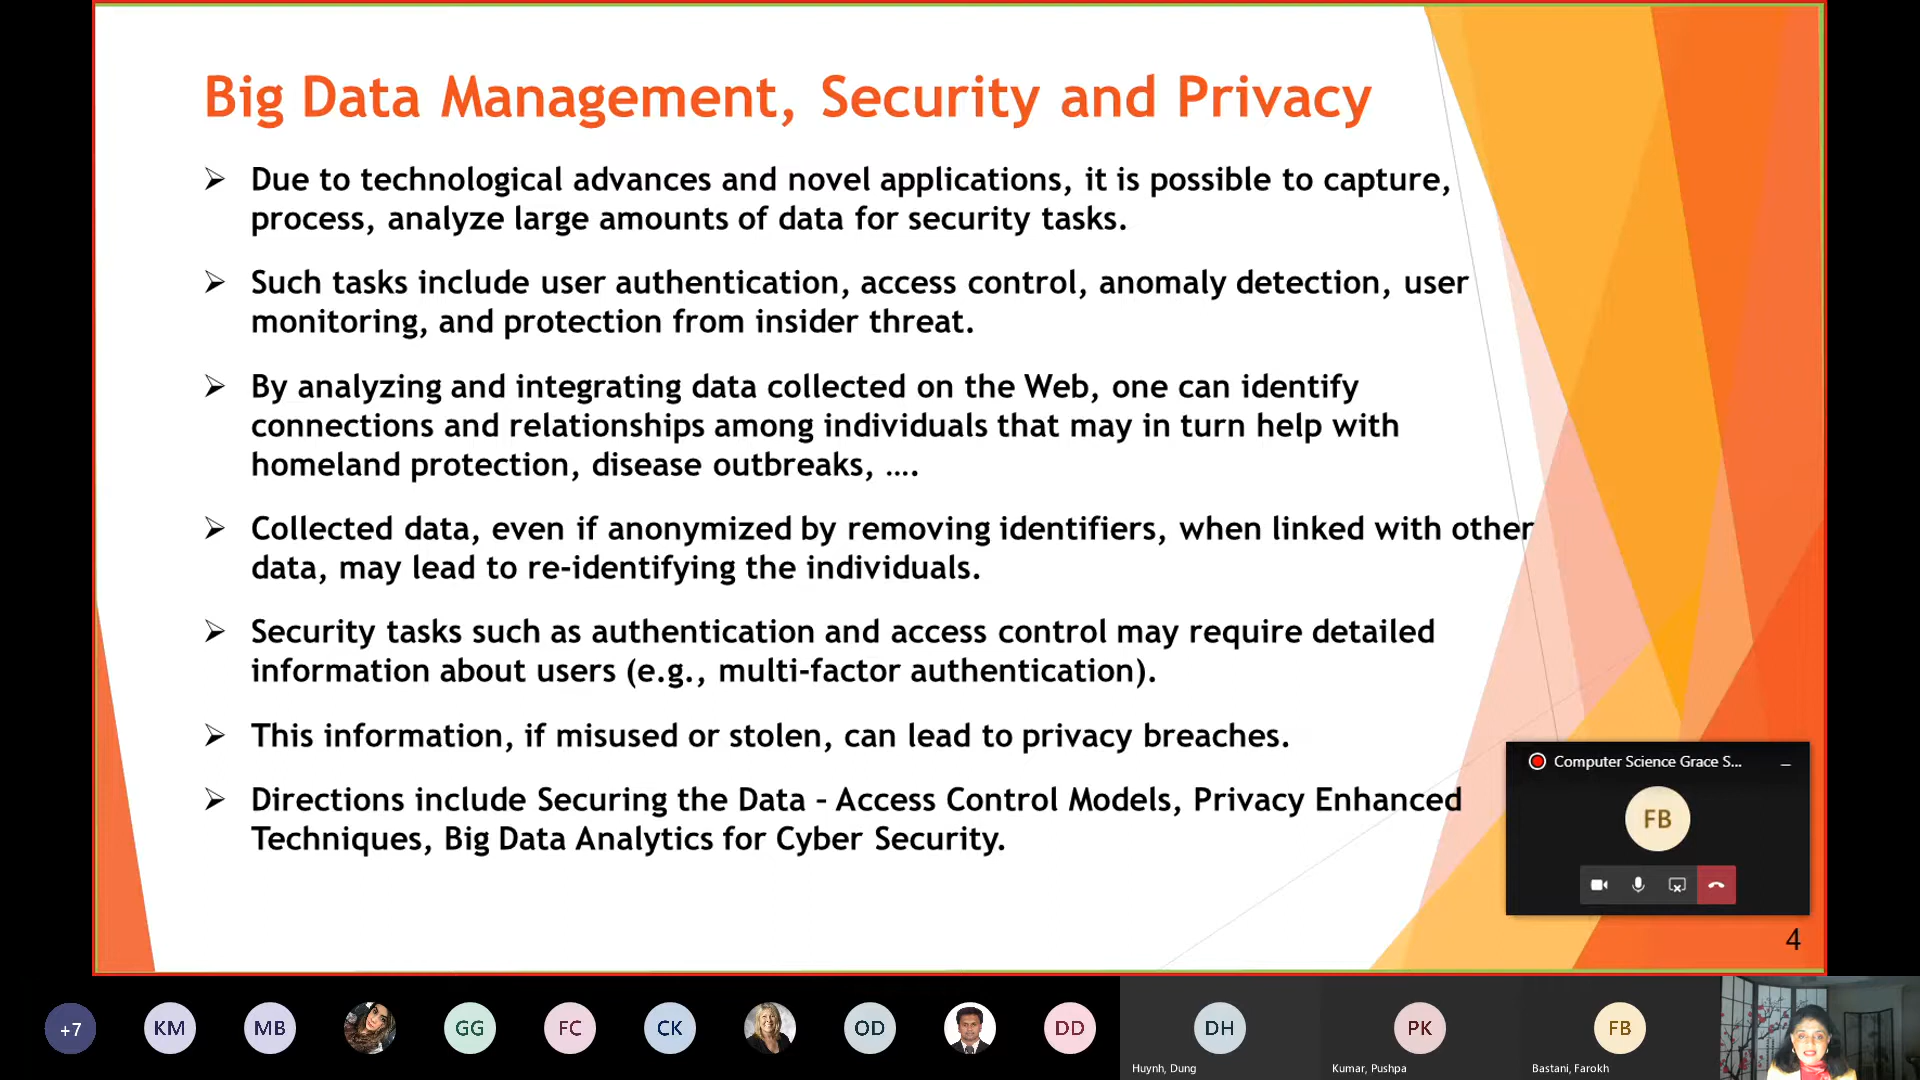 Big Data Management, Security and Privacy
Due to technological advances and novel applications, it is possible to capture,
process, analyze large amounts of data for security tasks.
Such tasks include user authentication, access control, anomaly detection, user
monitoring, and protection from insider threat.
By analyzing and integrating data collected on the Web, one can identify
connections and relationships among individuals that may in turn help with
homeland protection, disease outbreaks, ....
Collected data, even if anonymized by removing identifiers, when linked with other
data, may lead to re-identifying the individuals.
Security tasks such as authentication and access control may require detailed
information about users (e.g., multi-factor authentication).
This information, if misused or stolen, can lead to privacy breaches.
Directions include Securing the Data – Access Control Models, Privacy Enhanced
Techniques, Big Data Analytics for Cyber Security.
Computer Science Grace S...
FB
4
+7
KM
MB
GG
FC
CK
OD
DD
DH
Huynh, Dung
PK
Kumar, Pushpa
FB
Bastani, Farokh